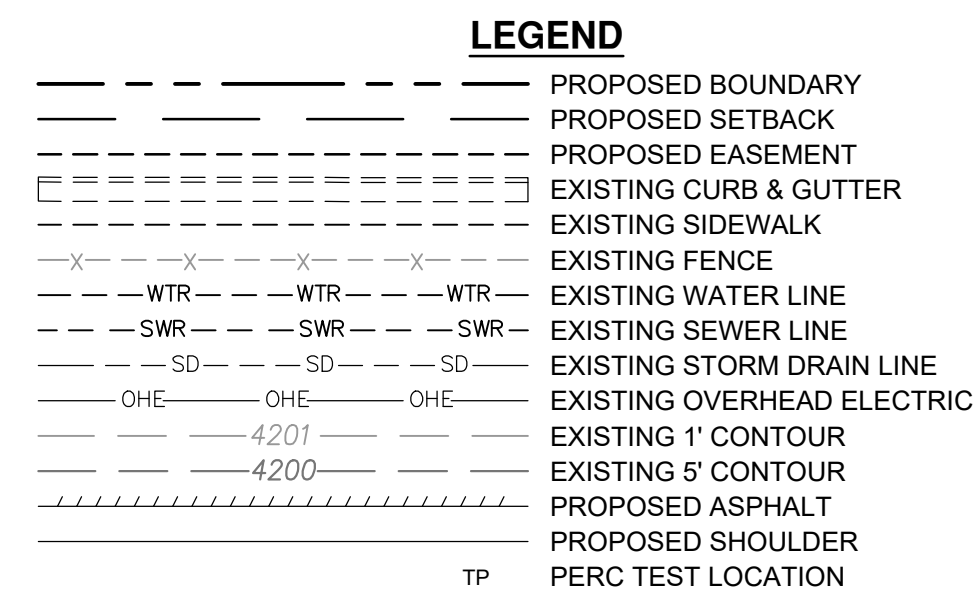 LEGEND
PROPOSED BOUNDARY
PROPOSED SETBACK
PROPOSED EASEMENT
EXISTING CURB & GUTTER
EXISTING SIDEWALK
X X X X EXISTING FENCE
WTR WTR WTR EXISTING WATER LINE
SWR SWR SWR EXISTING SEWER LINE
SD SD SD EXISTING STORM DRAIN LINE
OHE OHE OHE EXISTING OVERHEAD ELECTRIC
4201 EXISTING 1' CONTOUR
4200 EXISTING 5' CONTOUR
PROPOSED ASPHALT
PROPOSED SHOULDER
TP PERC TEST LOCATION